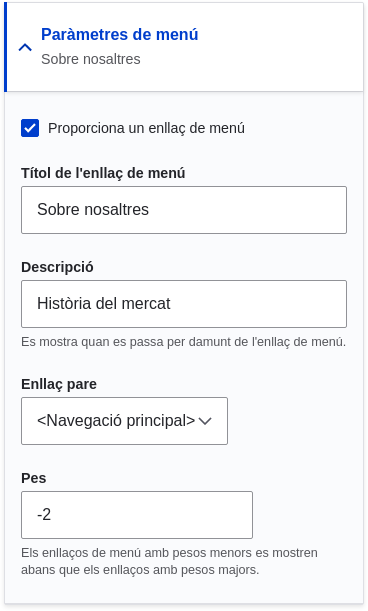 Paràmetres de menú
Sobre nosaltres
Proporciona un enllaç de menú
Títol de l'enllaç de menú
Sobre nosaltres
Descripció
Història del mercat
Es mostra quan es passa per damunt de l'enllaç de menú.
Enllaç pare
<Navegació principal>
Pes
-2
Els enllaços de menú amb pesos menors es mostren
abans que els enllaços amb pesos majors.